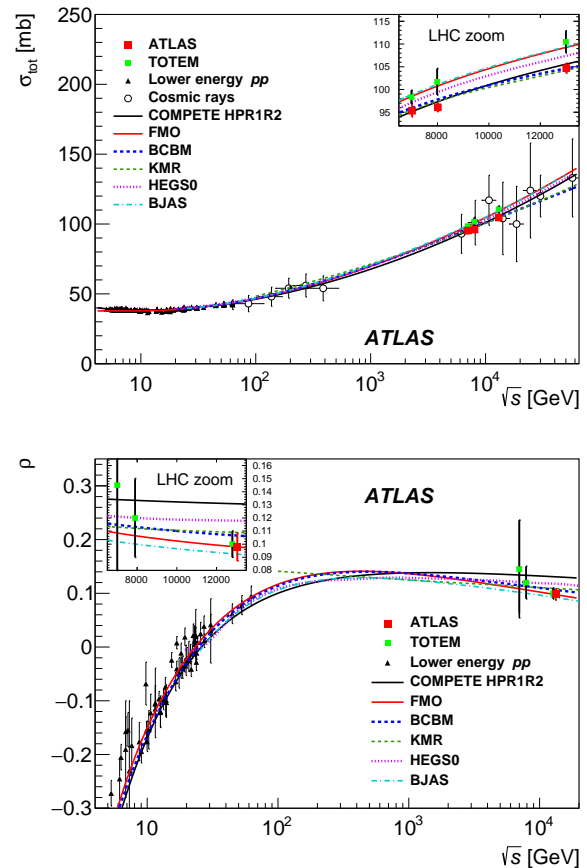 σtot [mb]
250
200
150
100
50
0
ATLAS
TOTEM
Lower energy pp
Cosmic rays
COMPETE HPR1R2
FMO
BCBM
KMR
HEGS0
BJAS
LHC zoom
115
110
105
100
95
8000 10000 12000
ATLAS
10 10² 10³ 10⁴
√s [GeV]
ρ
0.3
0.2
0.1
0
−0.1
−0.2
−0.3
LHC zoom
0.16
0.15
0.14
0.13
0.12
0.11
0.1
0.09
0.08
8000 10000 12000
ATLAS
ATLAS
TOTEM
Lower energy pp
COMPETE HPR1R2
FMO
BCBM
KMR
HEGS0
BJAS
10 10² 10³ 10⁴
√s [GeV]